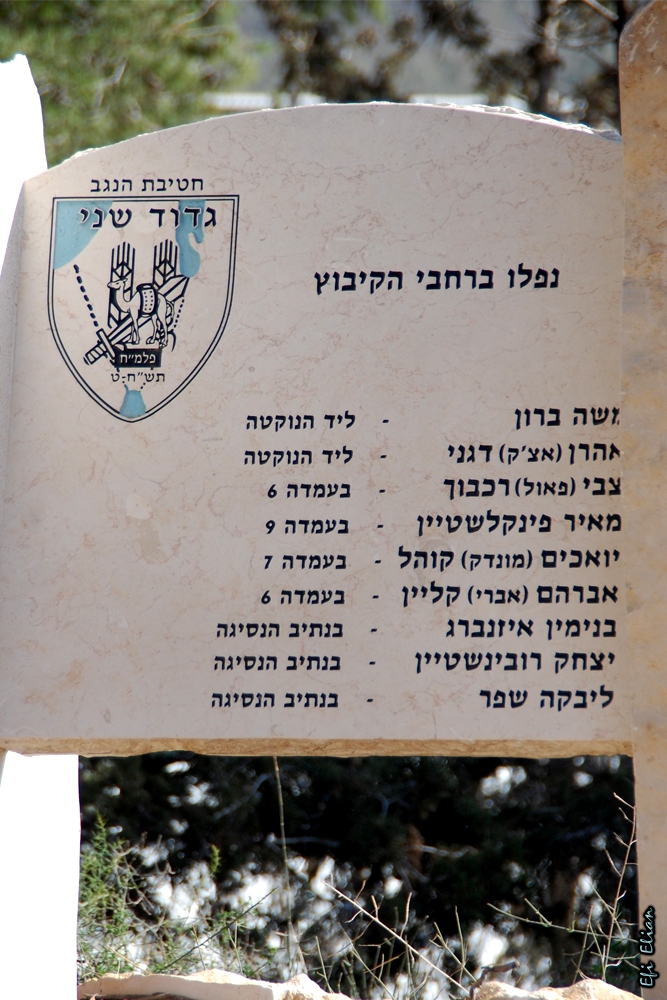 חטיבת הנגב
גדוד שני
פלמ״ח
תש״ח-ט
נפלו ברחבי הקיבוץ
משה ברון - ליד הנוקטה
אהרן (אצ'ק) דגני - ליד הנוקטה
צבי (פאול) רכבוך - בעמדה 6
מאיר פינקלשטיין - בעמדה 9
יואכים (מונדק) קוהל - בעמדה 7
אברהם (אברי) קליין - בעמדה 6
בנימין איזנברג - בנתיב הנסיגה
יצחק רובינשטיין - בנתיב הנסיגה
ליבקה שפר - בנתיב הנסיגה
Efi Elian